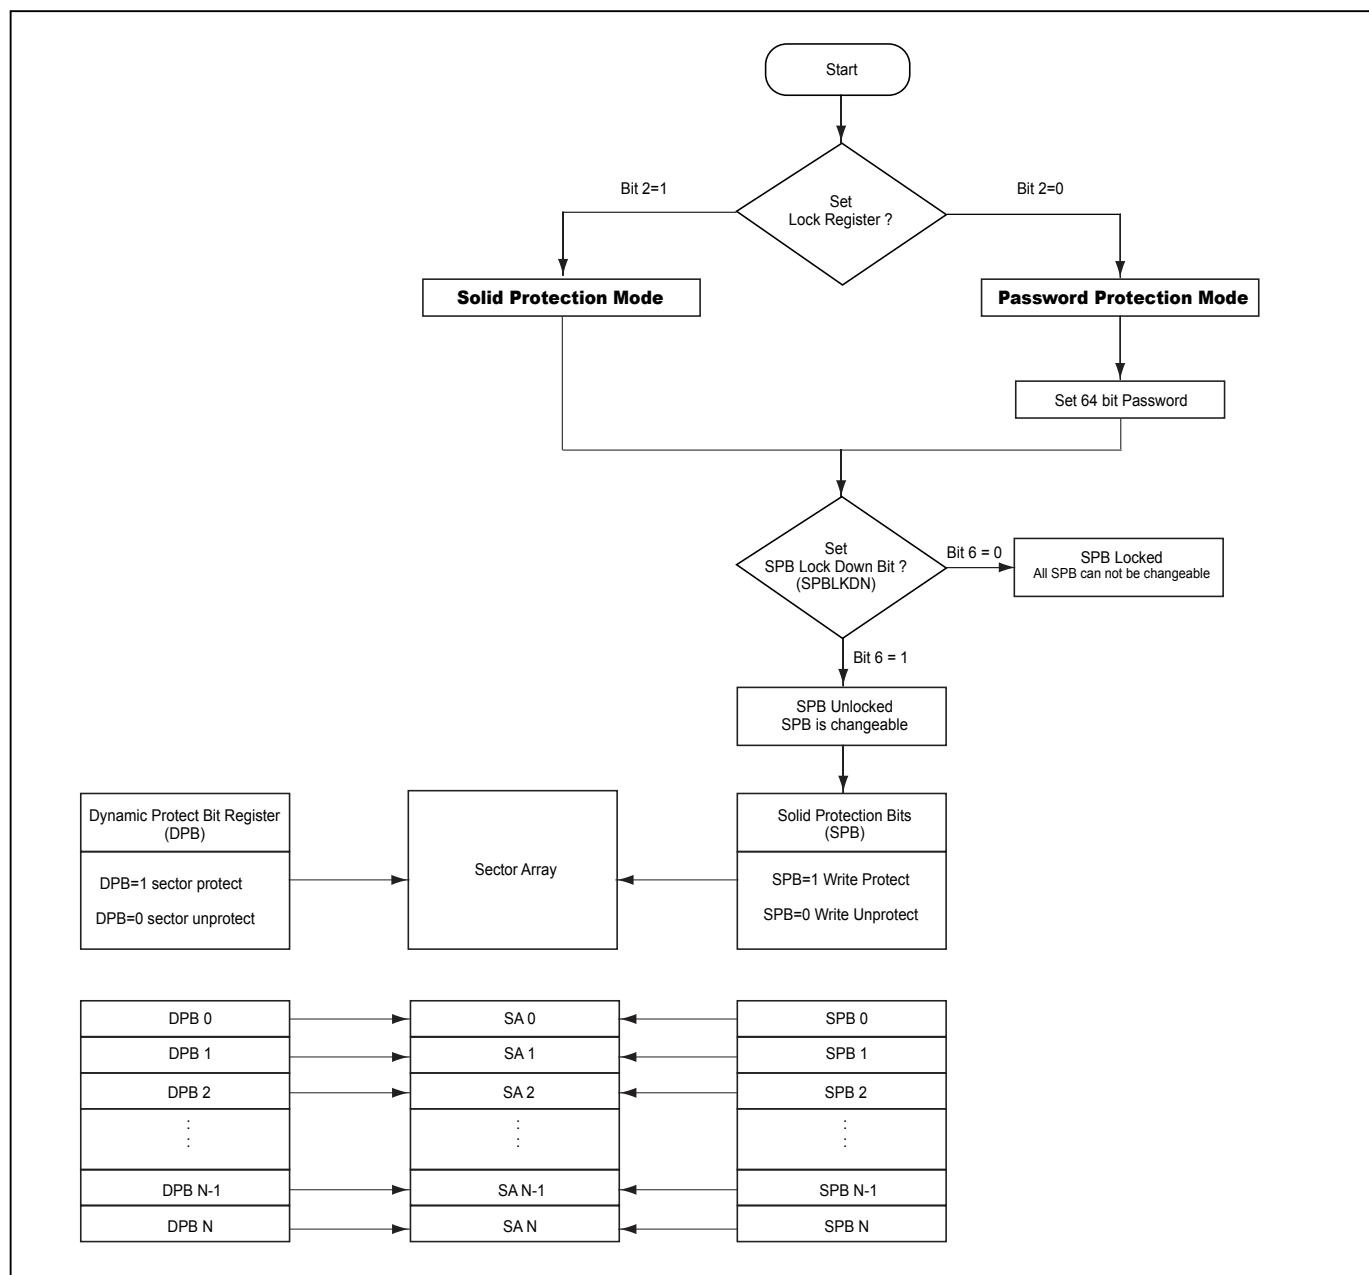 Start
Bit 2=1
Bit 2=0
Set
Lock Register ?
Solid Protection Mode
Password Protection Mode
Set 64 bit Password
Set
SPB Lock Down Bit ?
(SPBLKDN)
Bit 6 = 0
SPB Locked
All SPB can not be changeable
Bit 6 = 1
SPB Unlocked
SPB is changeable
Dynamic Protect Bit Register
(DPB)
DPB=1 sector protect
DPB=0 sector unprotect
Sector Array
Solid Protection Bits
(SPB)
SPB=1 Write Protect
SPB=0 Write Unprotect
DPB 0
SA 0
SPB 0
DPB 1
SA 1
SPB 1
DPB 2
SA 2
SPB 2
: : :
: : :
DPB N-1
SA N-1
SPB N-1
DPB N
SA N
SPB N